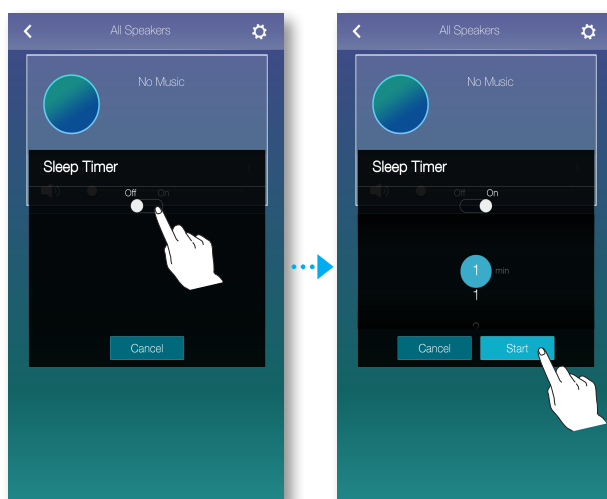 All Speakers
No Music
Sleep Timer
Off On
Cancel
All Speakers
No Music
Sleep Timer
Off On
1 min
1
Cancel Start